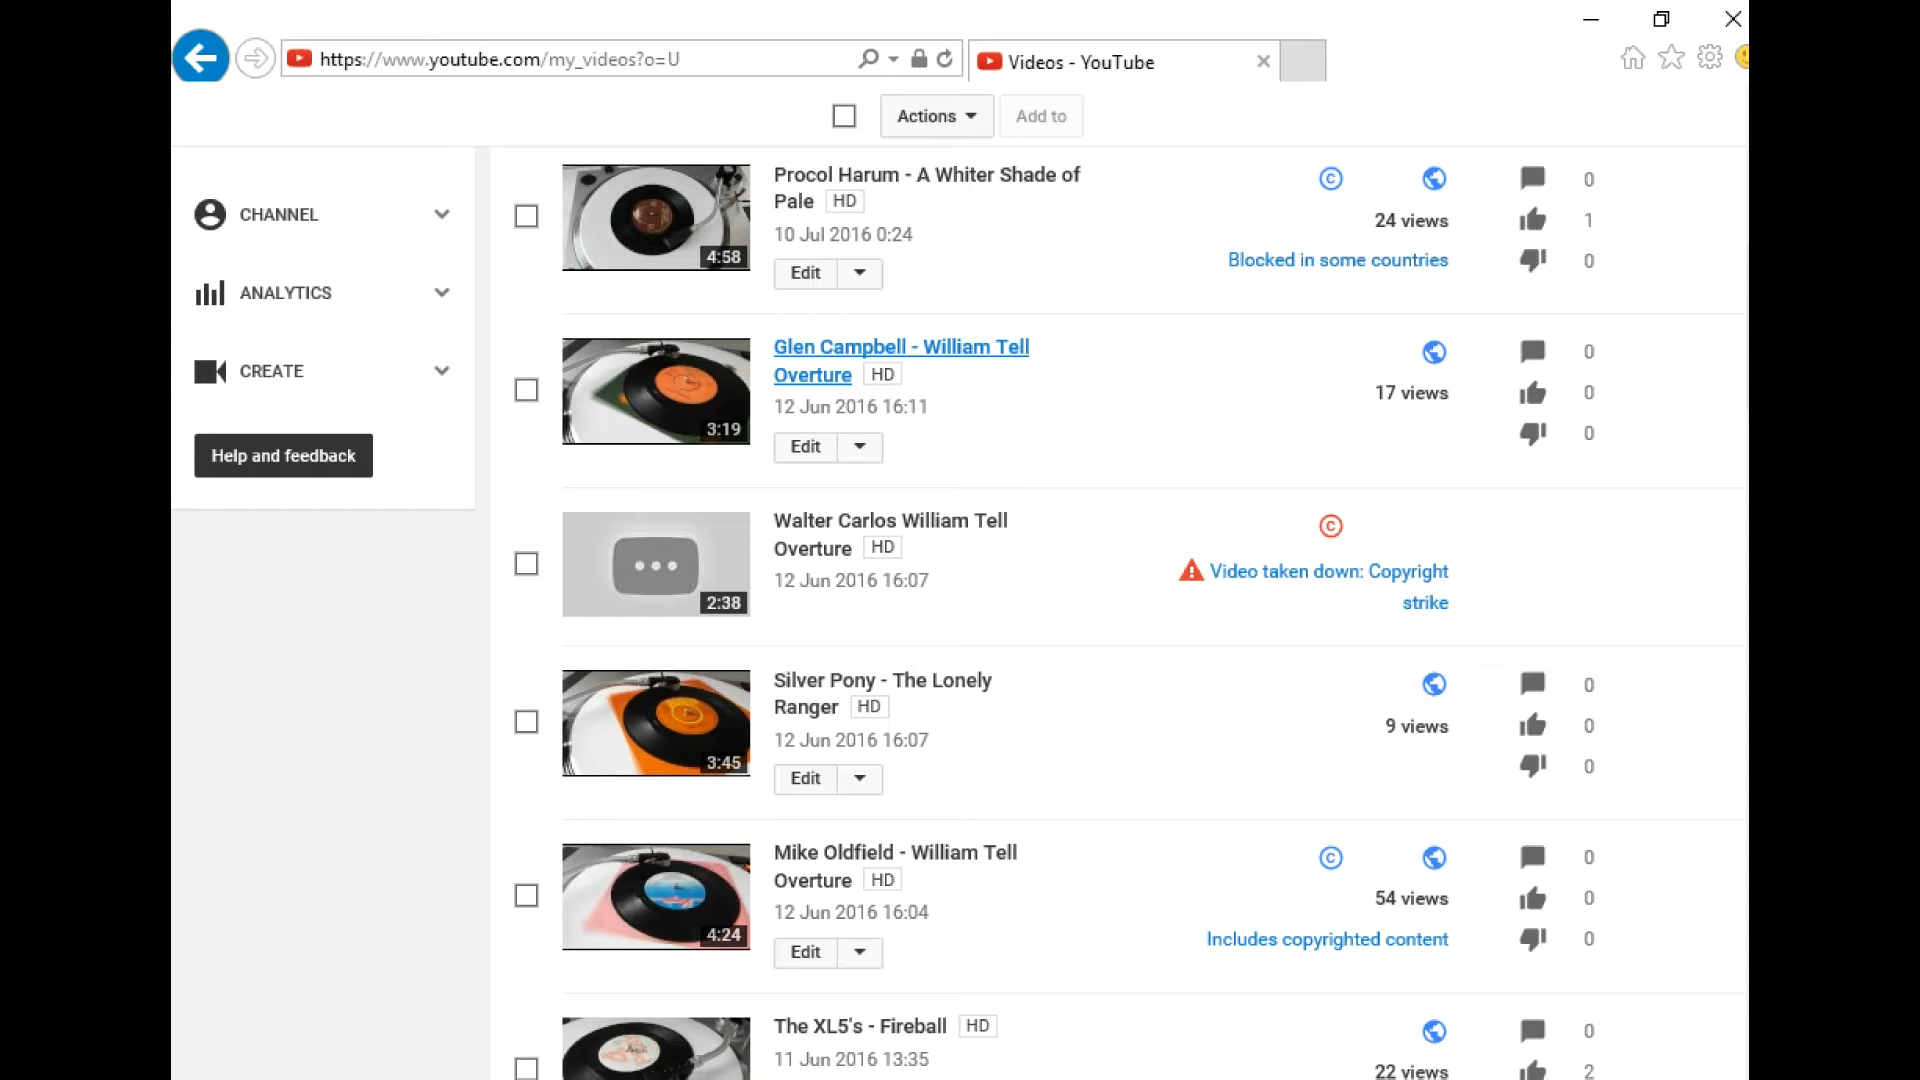 https://www.youtube.com/my_videos?o=U
Videos - YouTube
Actions
Add to
CHANNEL
ANALYTICS
CREATE
Help and feedback
Procol Harum - A Whiter Shade of
Pale HD
10 Jul 2016 0:24
4:58
Edit
24 views
Blocked in some countries
0
1
0
Glen Campbell - William Tell
Overture HD
12 Jun 2016 16:11
3:19
Edit
17 views
0
0
0
Walter Carlos William Tell
Overture HD
12 Jun 2016 16:07
2:38
Video taken down: Copyright
strike
Silver Pony - The Lonely
Ranger HD
12 Jun 2016 16:07
3:45
Edit
9 views
0
0
0
Mike Oldfield - William Tell
Overture HD
12 Jun 2016 16:04
4:24
Edit
54 views
Includes copyrighted content
0
0
0
The XL5's - Fireball HD
11 Jun 2016 13:35
22 views
0
2